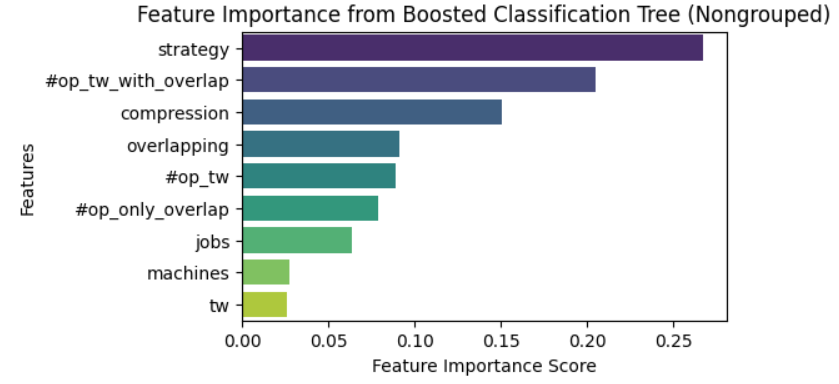 Feature Importance from Boosted Classification Tree (Nongrouped)
strategy
#op_tw_with_overlap
compression
overlapping
#op_tw
#op_only_overlap
jobs
machines
tw
Features
0.00 0.05 0.10 0.15 0.20 0.25
Feature Importance Score